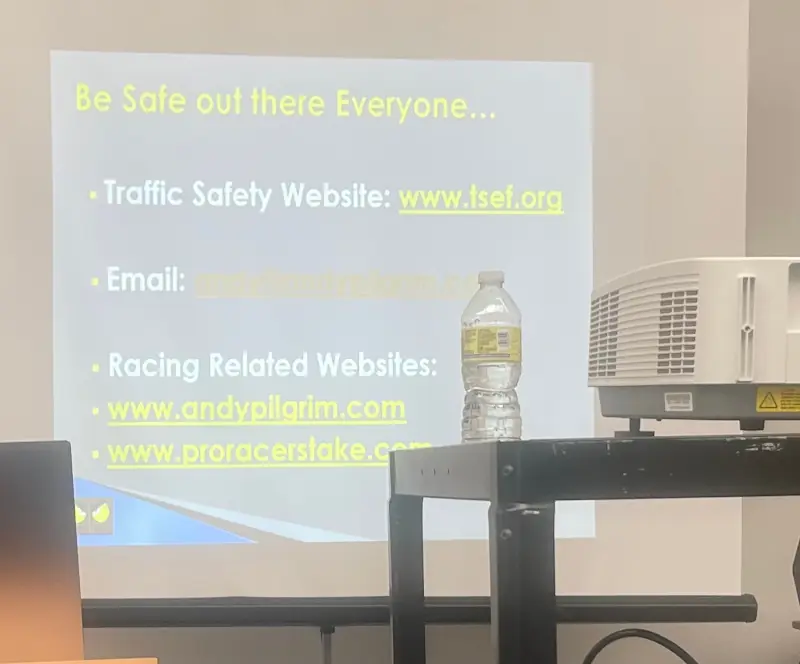 Be Safe out there Everyone...
▪ Traffic Safety Website: www.tsef.org
▪ Email:
▪ Racing Related Websites:
▪ www.andypilgrim.com
▪ www.proracerstake.com